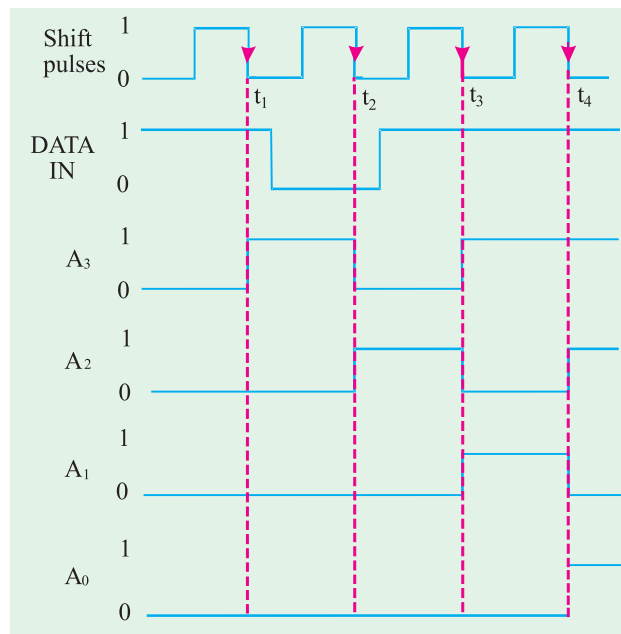 Shift pulses 1
0
t₁ t₂ t₃ t₄
DATA IN 1
0
A₃ 1
0
A₂ 1
0
A₁ 1
0
A₀ 1
0